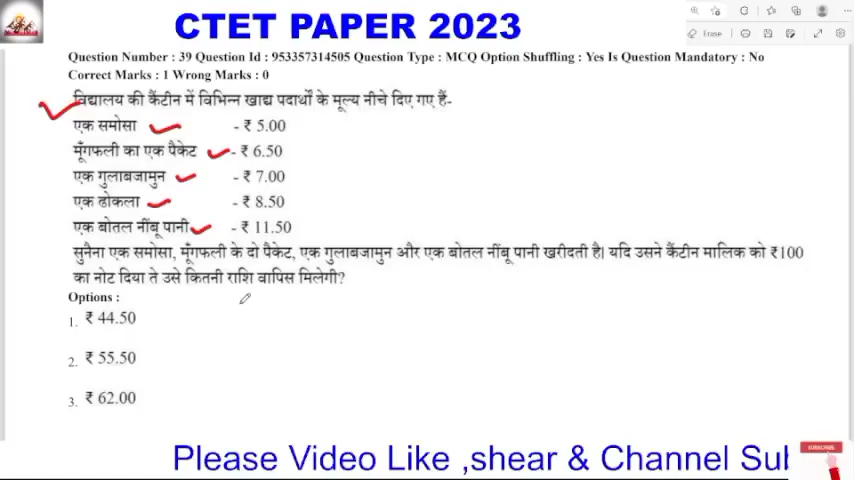 CTET PAPER 2023
Erase
Question Number : 39 Question Id : 953357314505 Question Type : MCQ Option Shuffling : Yes Is Question Mandatory : No
Correct Marks : 1 Wrong Marks : 0
विद्यालय की कैंटीन में विभिन्न खाद्य पदार्थों के मूल्य नीचे दिए गए हैं-
एक समोसा - ₹ 5.00
मूँगफली का एक पैकेट - ₹ 6.50
एक गुलाबजामुन - ₹ 7.00
एक ढोकला - ₹ 8.50
एक बोतल नींबू पानी - ₹ 11.50
सुनैना एक समोसा, मूँगफली के दो पैकेट, एक गुलाबजामुन और एक बोतल नींबू पानी खरीदती है। यदि उसने कैंटीन मालिक को ₹100
का नोट दिया ते उसे कितनी राशि वापिस मिलेगी?
Options :
1. ₹ 44.50
2. ₹ 55.50
3. ₹ 62.00
Please Video Like ,shear & Channel Sub
SUBSCRIBE